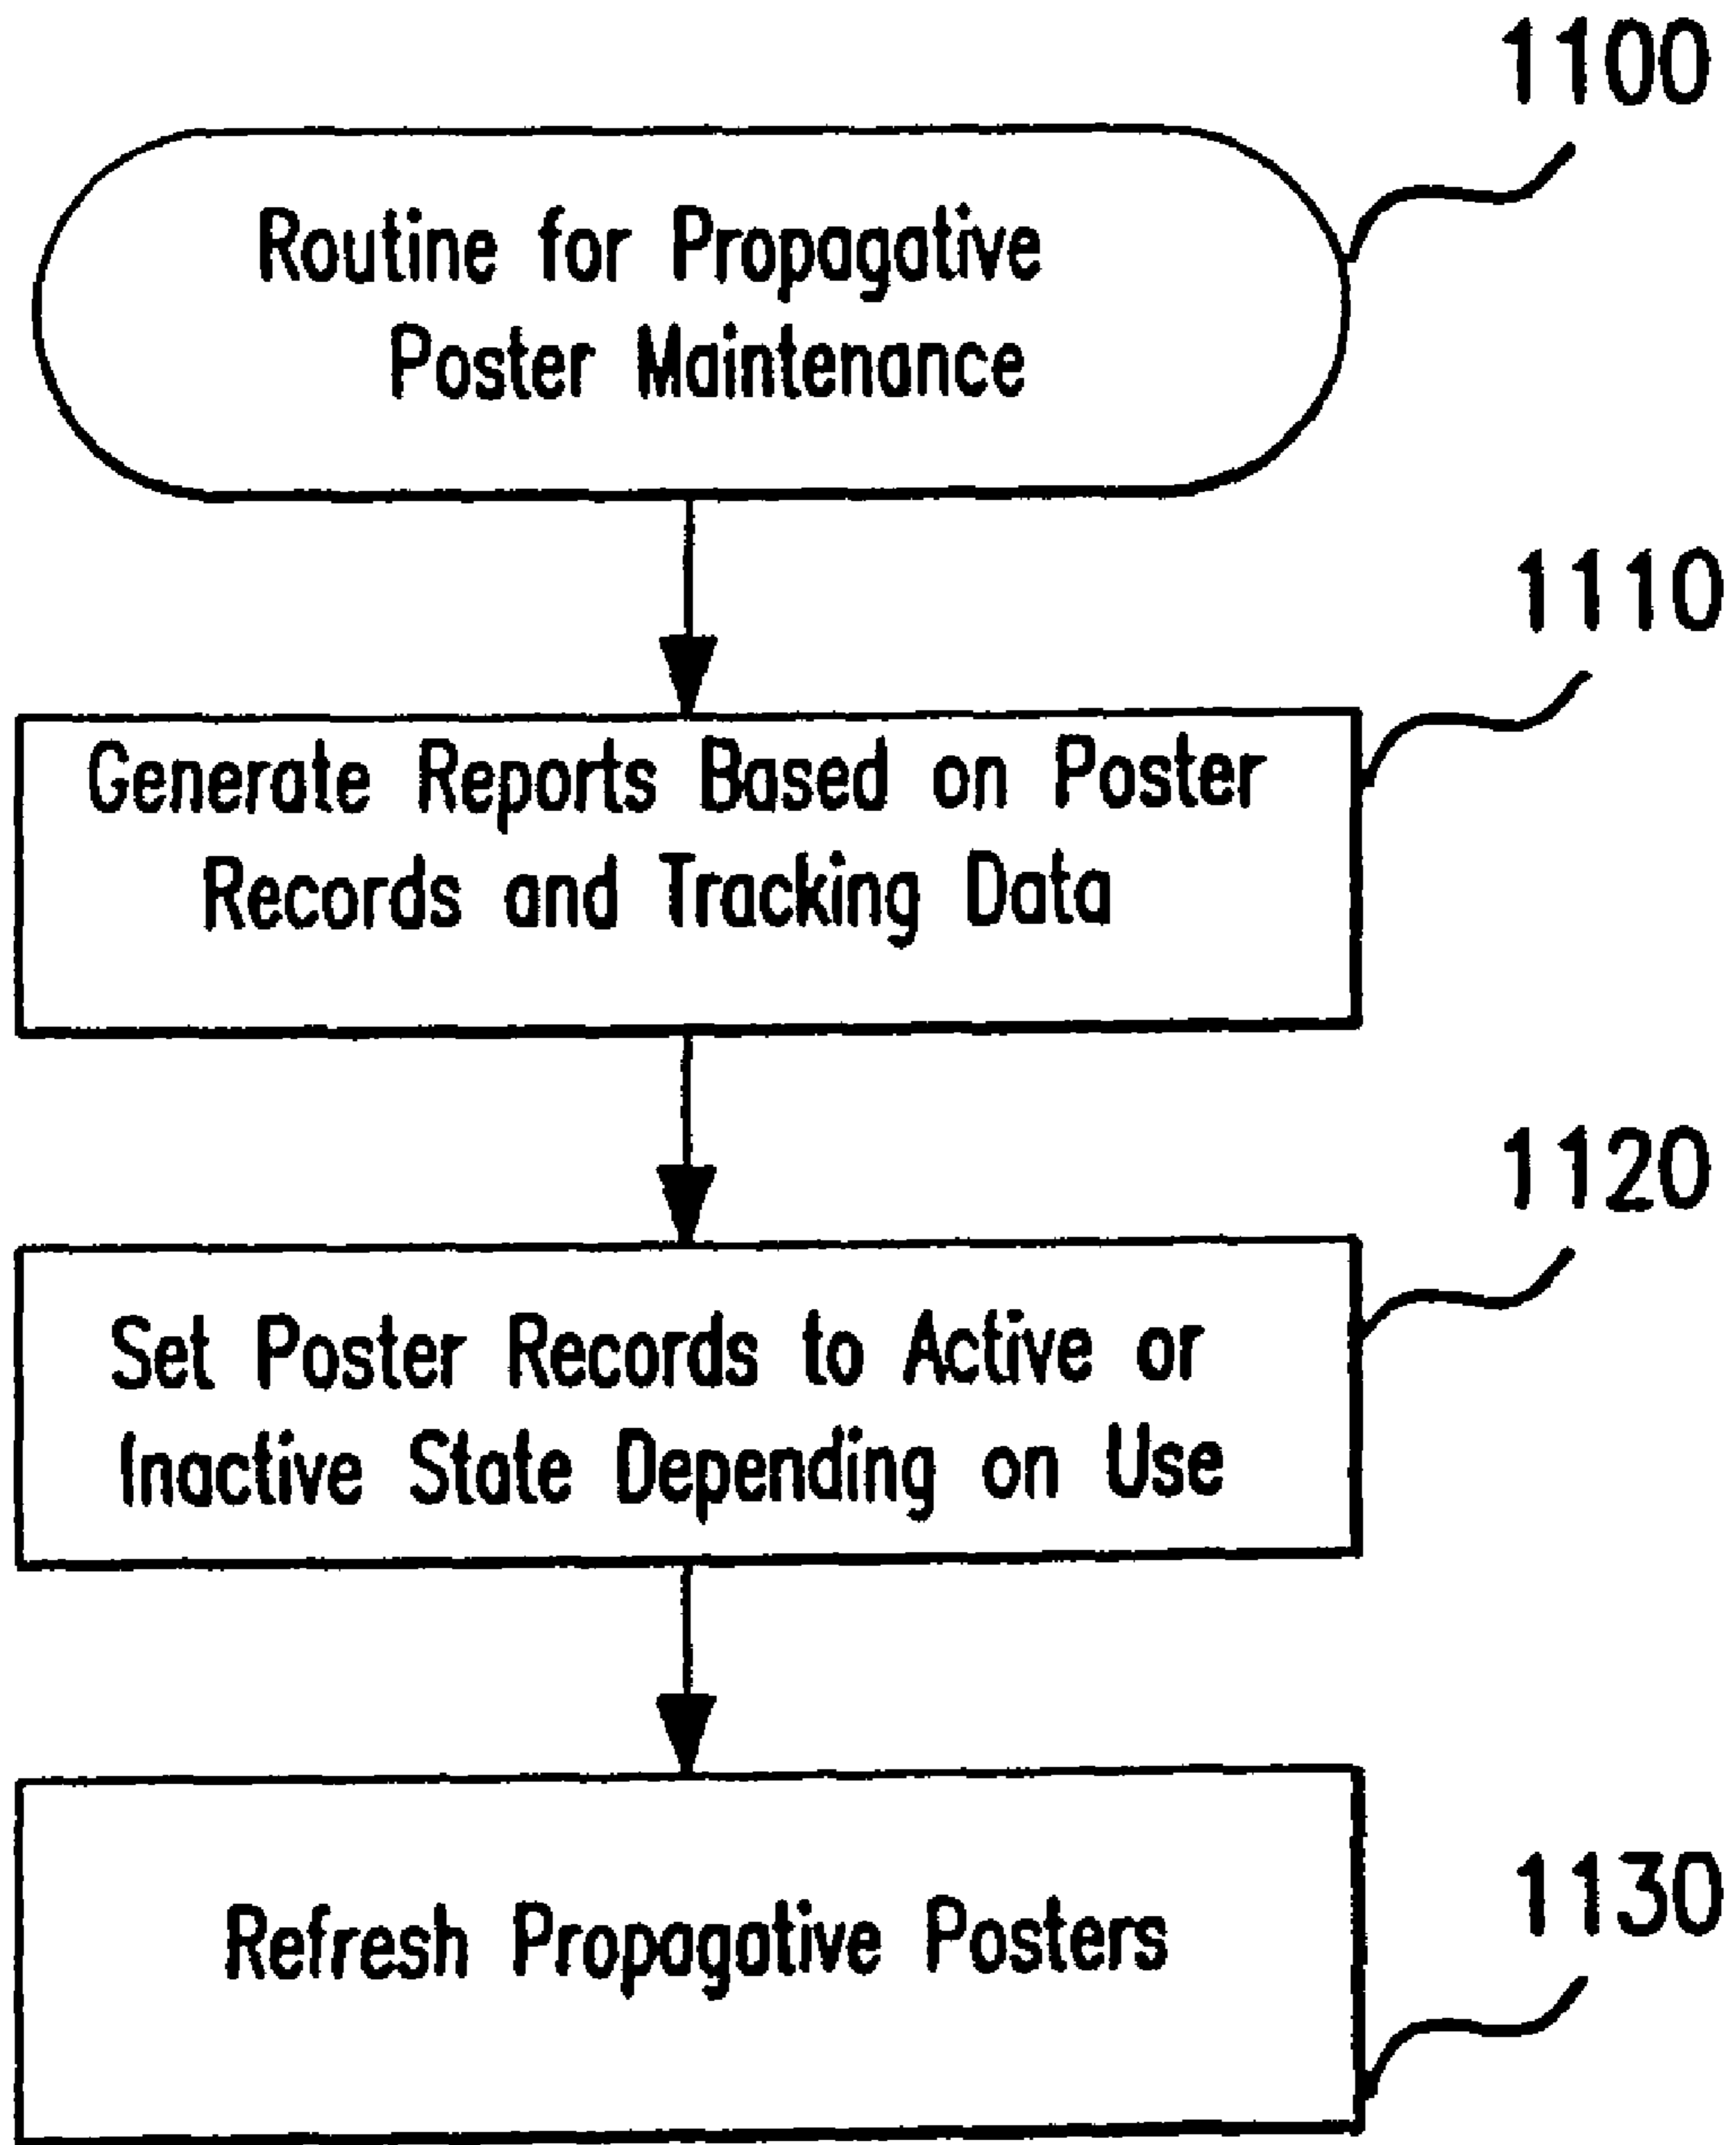 1100
Routine for Propagative
Poster Maintenance
1110
Generate Reports Based on Poster
Records and Tracking Data
1120
Set Poster Records to Active or
Inactive State Depending on Use
1130
Refresh Propagative Posters